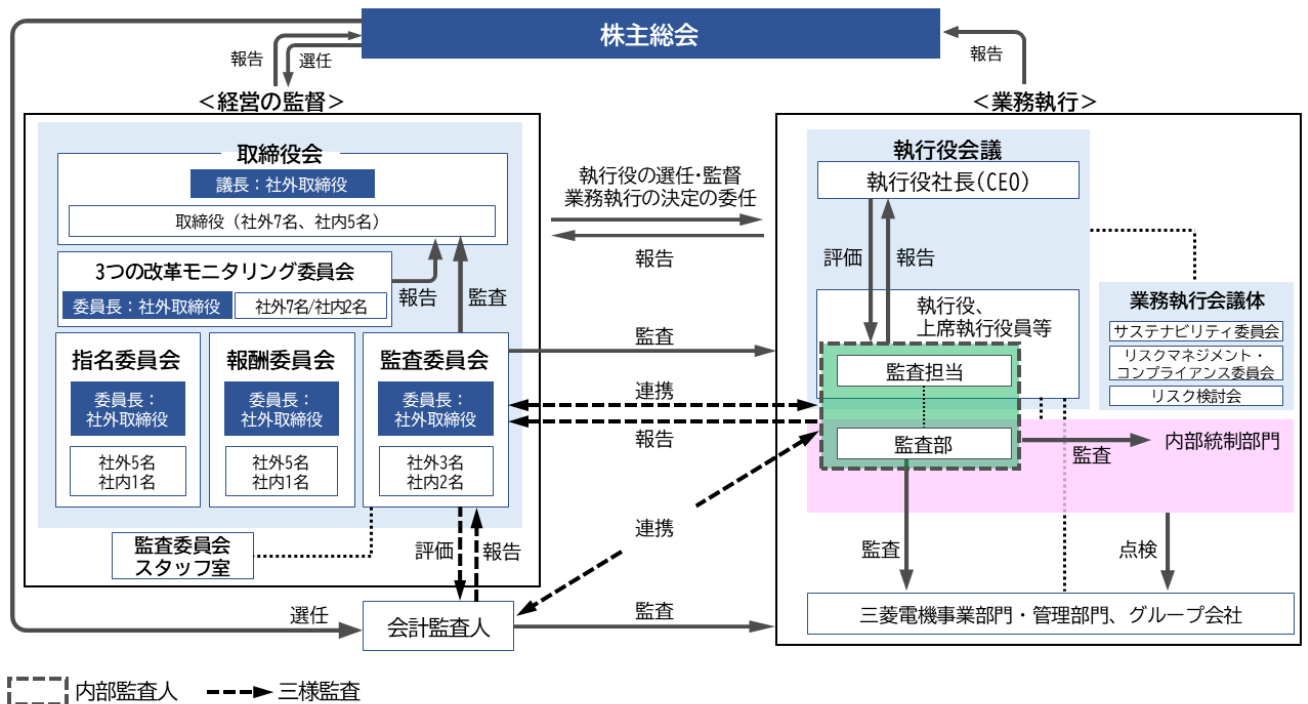 株主総会
報告
選任
報告
＜経営の監督＞
＜業務執行＞
取締役会
議長：社外取締役
取締役（社外7名、社内5名）
3つの改革モニタリング委員会
委員長：社外取締役
社外7名/社内2名
報告
監査
指名委員会
委員長：
社外取締役
社外5名
社内1名
報酬委員会
委員長：
社外取締役
社外5名
社内1名
監査委員会
委員長：
社外取締役
社外3名
社内2名
監査委員会
スタッフ室
評価
報告
選任
会計監査人
執行役の選任・監督
業務執行の決定の委任
報告
監査
連携
報告
連携
監査
執行役会議
執行役社長(CEO)
評価
報告
執行役、
上席執行役員等
監査担当
監査部
業務執行会議体
サステナビリティ委員会
リスクマネジメント・
コンプライアンス委員会
リスク検討会
監査
内部統制部門
監査
点検
三菱電機事業部門・管理部門、グループ会社
内部監査人
三様監査